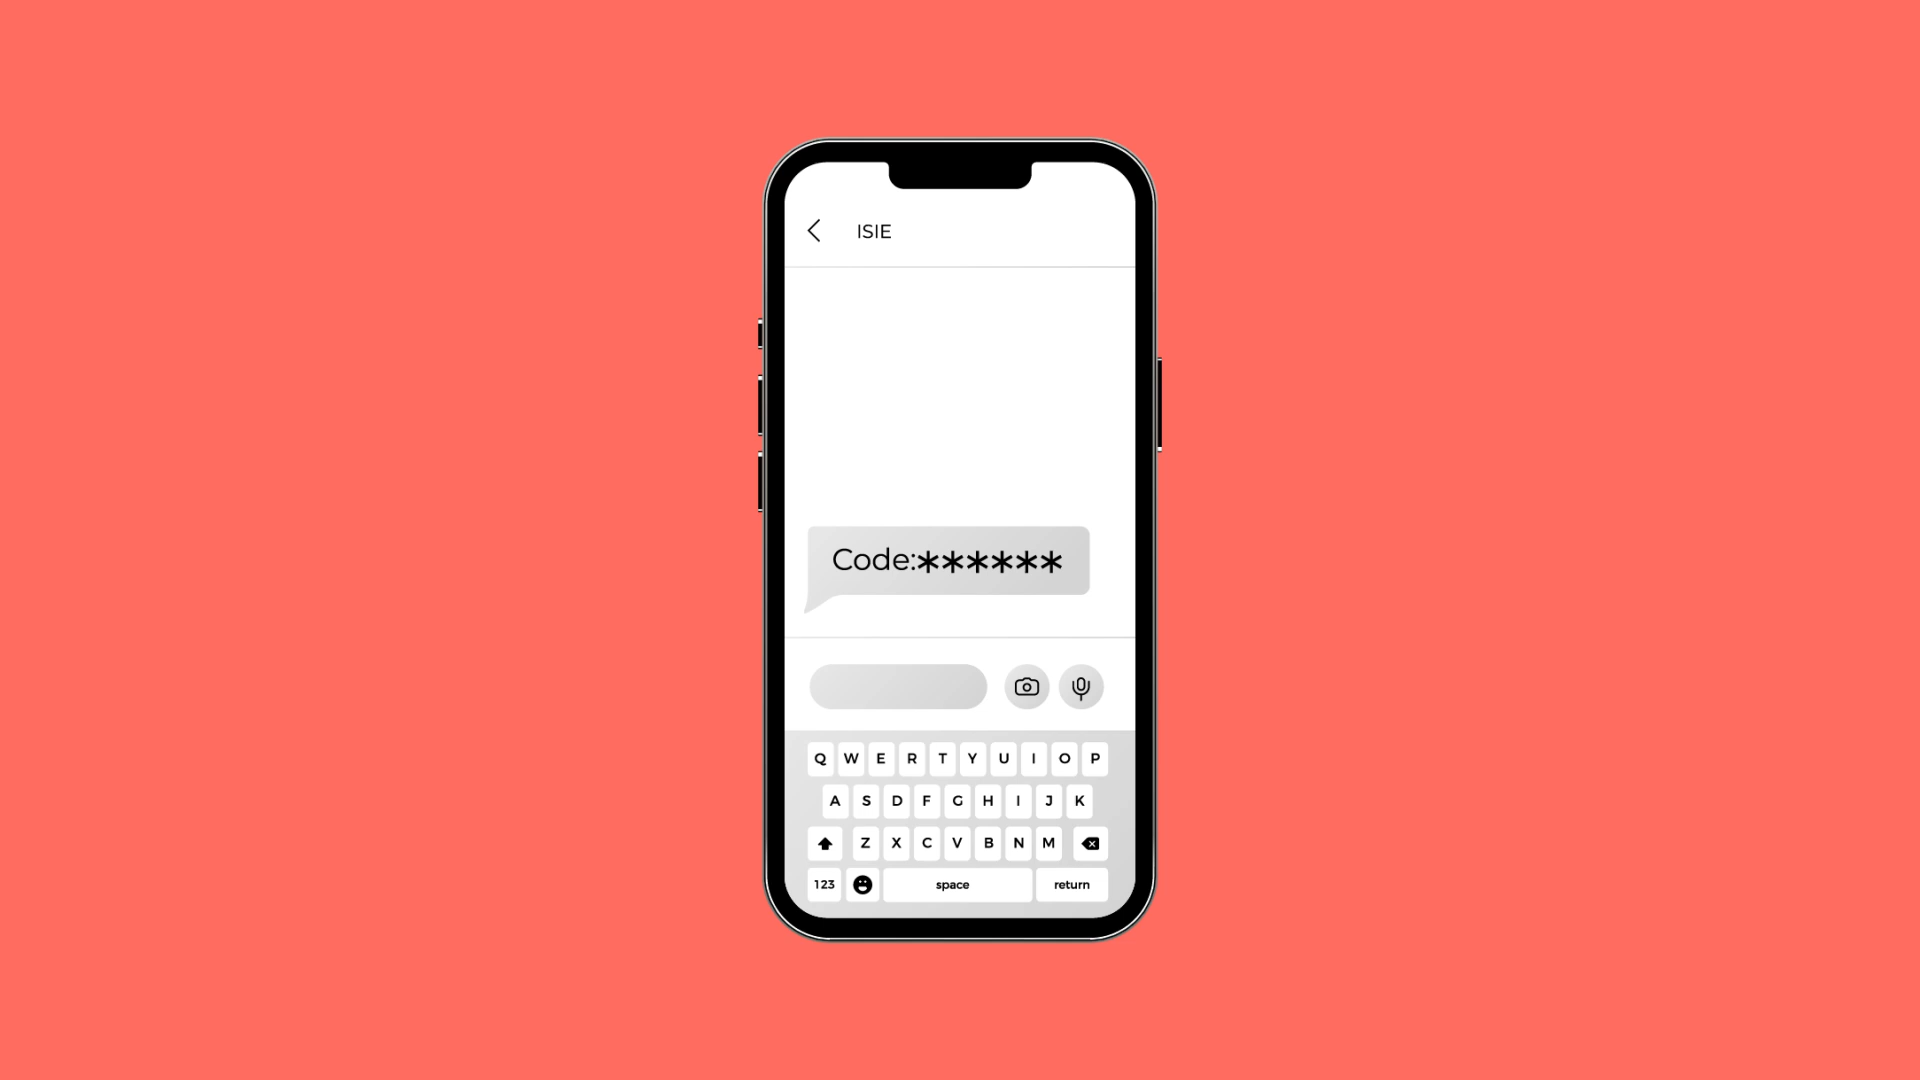 ISIE
Code:******
Q W E R T Y U I O P
A S D F G H I J K
Z X C V B N M
123 space return